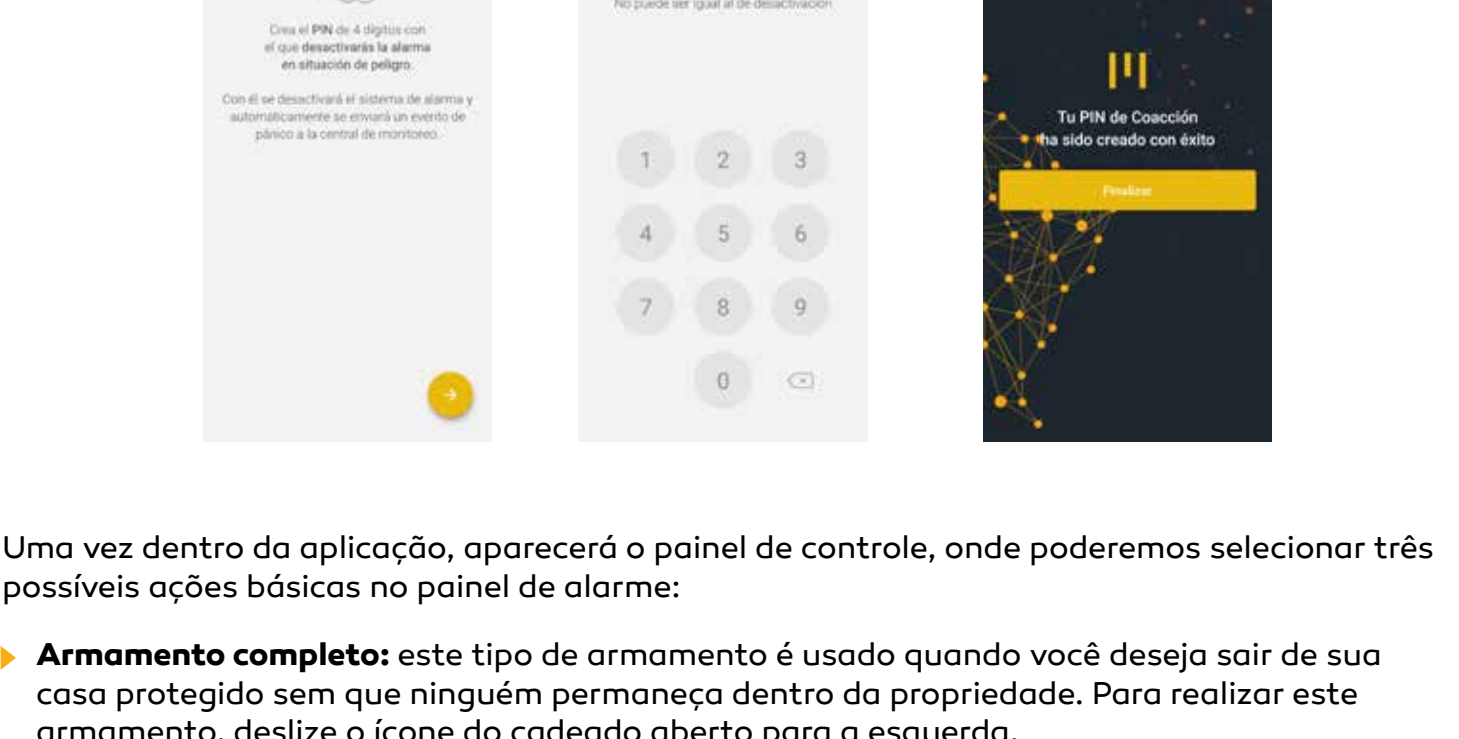 Crea el PIN de 4 dígitos con
el que desactivarás la alarma
en situación de peligro.
Con él se desactivará el sistema de alarma y
automáticamente se enviará un evento de
pánico a la central de monitoreo.
No puede ser igual al de desactivación
1 2 3
4 5 6
7 8 9
0
Tu PIN de Coacción
ha sido creado con éxito
Finalizar
Uma vez dentro da aplicação, aparecerá o painel de controle, onde poderemos selecionar três
possíveis ações básicas no painel de alarme:
Armamento completo: este tipo de armamento é usado quando você deseja sair de sua
casa protegido sem que ninguém permaneça dentro da propriedade. Para realizar este
armamento, deslize o ícone do cadeado aberto para a esquerda.